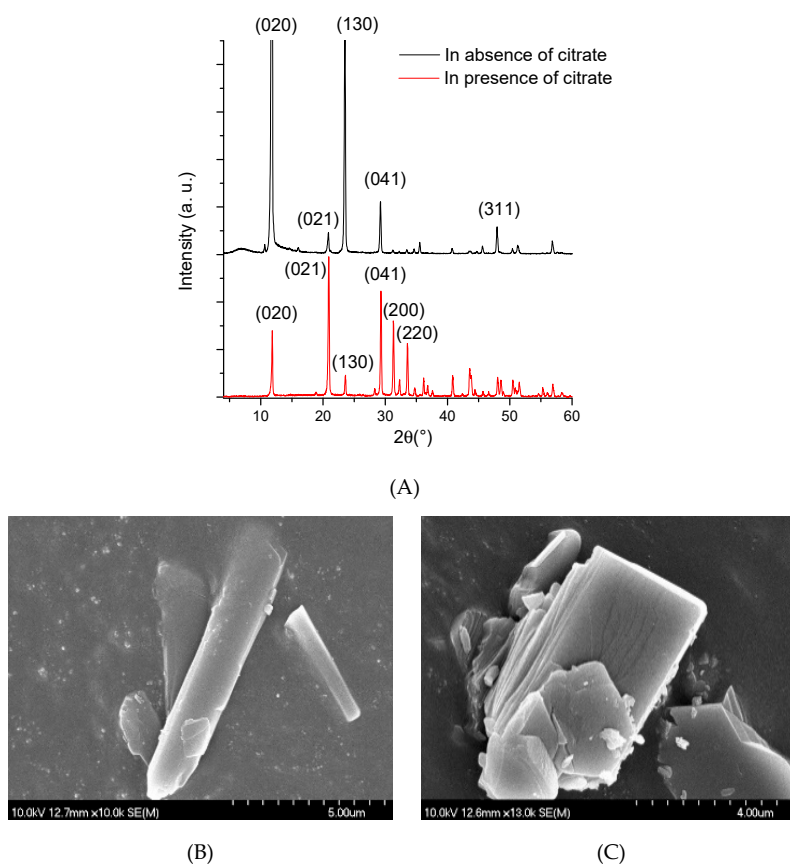 (020)
(130)
In absence of citrate
In presence of citrate
(041)
(021)
(311)
(021)
(041)
(020)
(200)
(220)
(130)
Intensity (a. u.)
10
20
30
40
50
60
2θ(°)
(A)
10.0kV 12.7mm ×10.0k SE(M)
5.00um
10.0kV 12.6mm ×13.0k SE(M)
4.00um
(B)
(C)